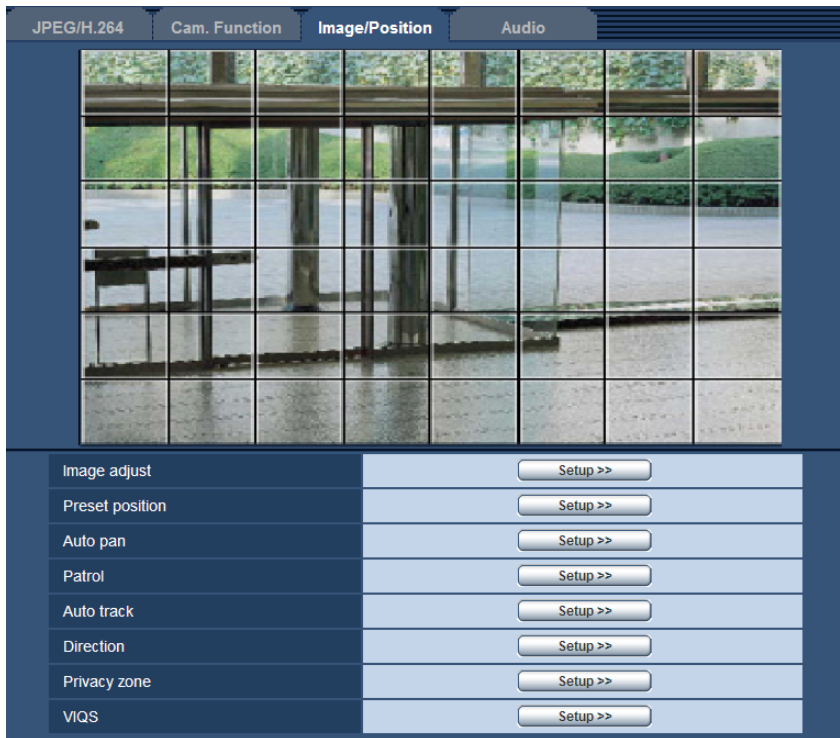 JPEG/H.264 Cam. Function Image/Position Audio
Image adjust Setup >>
Preset position Setup >>
Auto pan Setup >>
Patrol Setup >>
Auto track Setup >>
Direction Setup >>
Privacy zone Setup >>
VIQS Setup >>